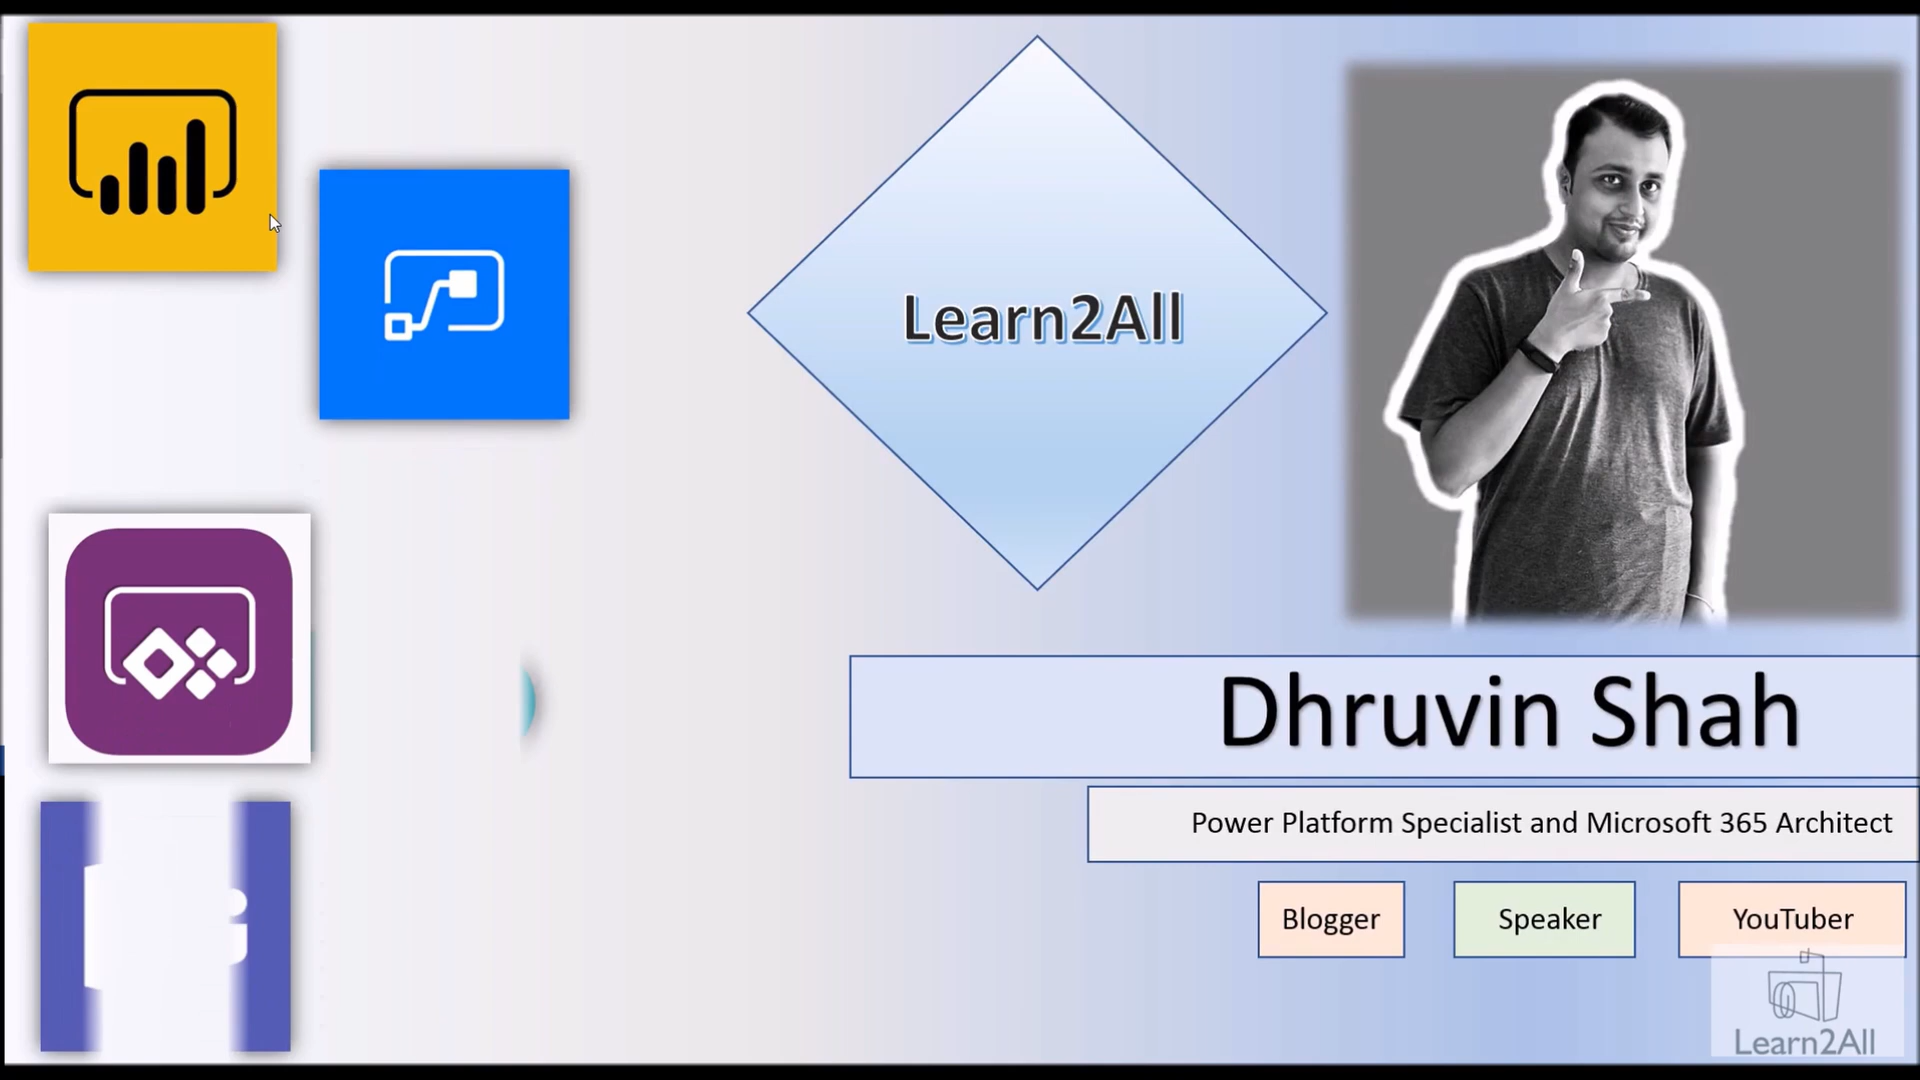 Learn2All
Dhruvin Shah
Power Platform Specialist and Microsoft 365 Architect
Blogger
Speaker
YouTuber
Learn2All